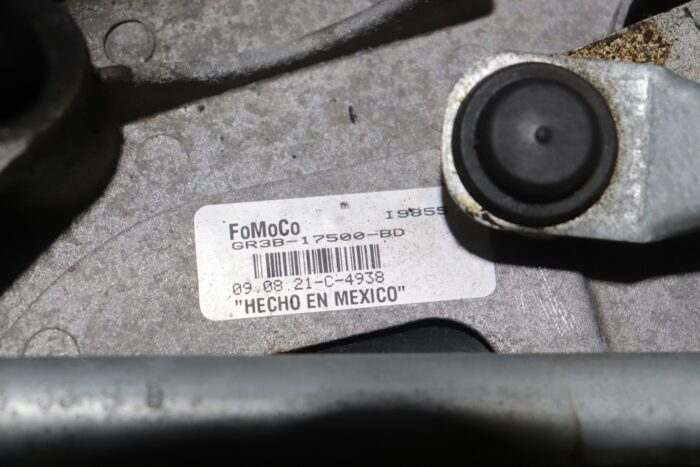 FoMoCo I9855
GR3B-17500-BD
09.08.21-C-4938
"HECHO EN MEXICO"